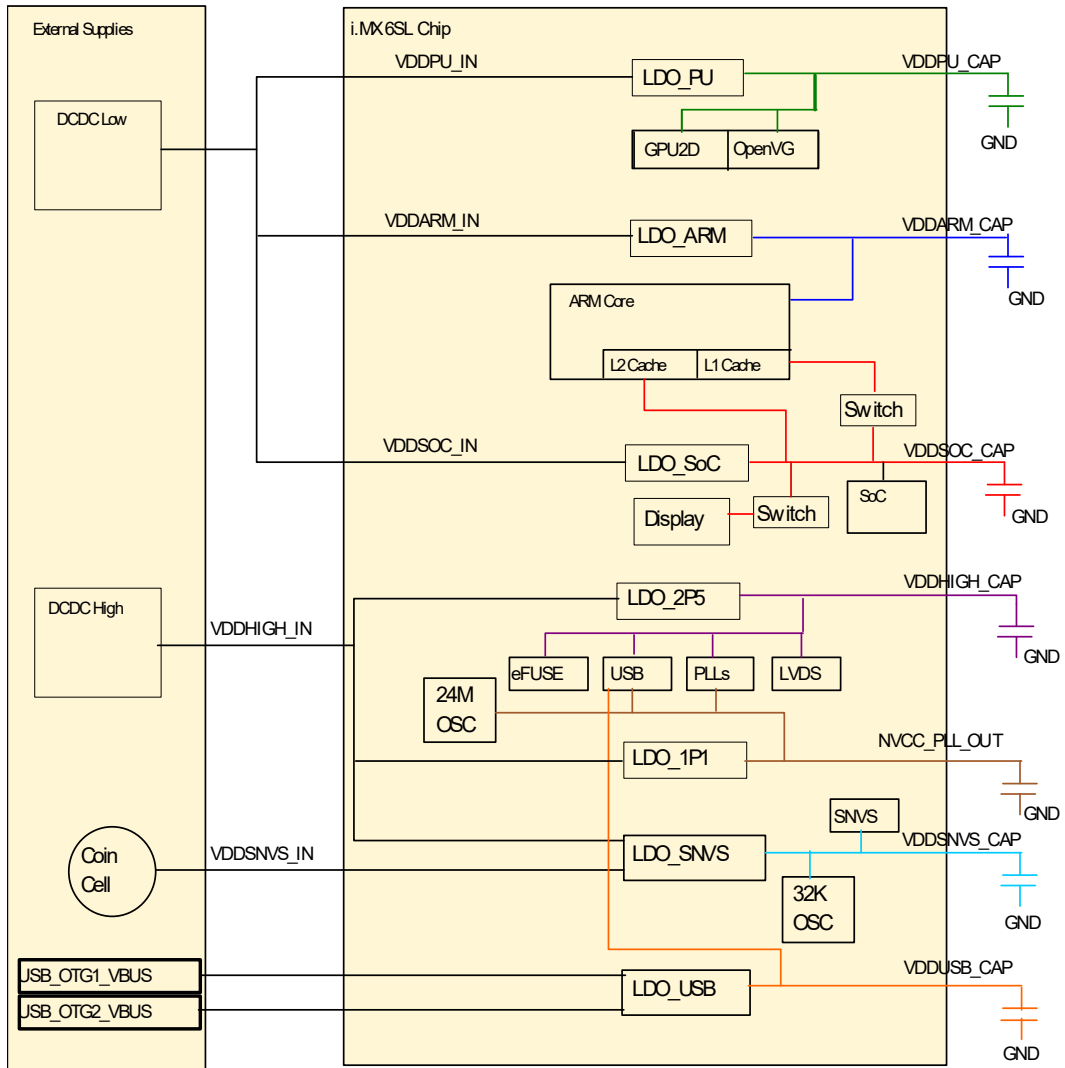 External Supplies
i.MX 6SL Chip
VDDPU_IN
LDO_PU
VDDPU_CAP
DCDC Low
GND
GPU2D
OpenVG
VDDARM_IN
LDO_ARM
VDDARM_CAP
GND
ARM Core
L2 Cache
L1 Cache
Switch
VDDSOC_IN
LDO_SoC
VDDSOC_CAP
SoC
Display
Switch
GND
DCDC High
LDO_2P5
VDDHIGH_CAP
VDDHIGH_IN
GND
eFUSE
USB
PLLs
LVDS
24M
OSC
LDO_1P1
NVCC_PLL_OUT
GND
SNVS
Coin
Cell
VDDSNVS_IN
LDO_SNVS
VDDSNVS_CAP
32K
OSC
GND
USB_OTG1_VBUS
USB_OTG2_VBUS
LDO_USB
VDDUSB_CAP
GND